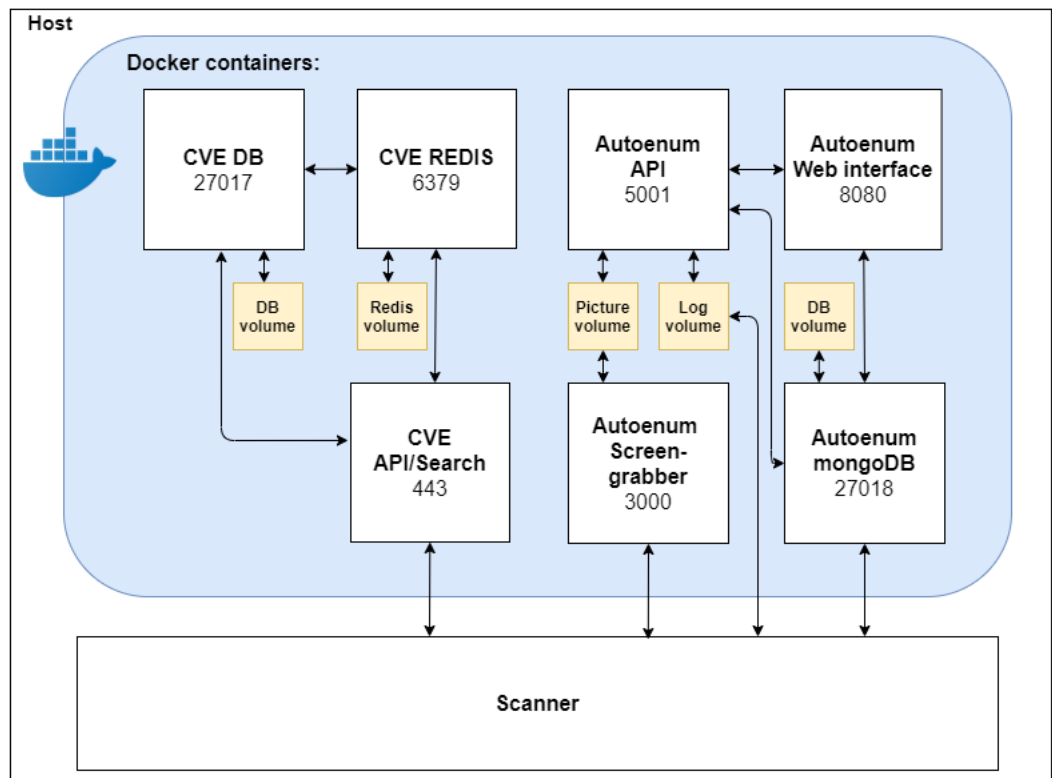 Host
Docker containers:
CVE DB
27017
CVE REDIS
6379
Autoenum
API
5001
Autoenum
Web interface
8080
DB
volume
Redis
volume
Picture
volume
Log
volume
DB
volume
CVE
API/Search
443
Autoenum
Screen-
grabber
3000
Autoenum
mongoDB
27018
Scanner